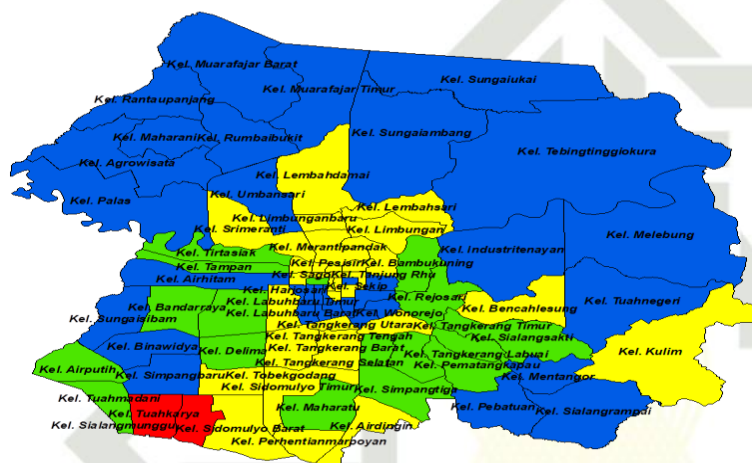 Kel. Muarafajar Barat
Kel. Sungaiukai
Kel. Muarafajar Timur
Kel. Rantaupanjang
Kel. Maharani
Kel. Rumbaibukit
Kel. Sungaiambang
Kel. Tebingtinggiokura
Kel. Agrowisata
Kel. Lembahdamai
Kel. Umbansari
Kel. Palas
Kel. Lembahsari
Kel. Limbunganbaru
Kel. Srimeranti
Kel. Limbungan
Kel. Melebung
Kel. Merantipandak
Kel. Industritenayan
Kel. Tirtasiak
Kel. Pesisir
Kel. Bambukuning
Kel. Tampan
Kel. Sago
Kel. Tanjung Rhu
Kel. Airhitam
Kel. Harjosari
Kel. Sekip
Kel. Rejosari
Kel. Tuahnegeri
Kel. Bandarraya
Kel. Labuhbaru Timur
Kel. Bencahlesung
Kel. Labuhbaru Barat
Kel. Wonorejo
Kel. Sungaisibam
Kel. Tangkerang Utara
Kel. Tangkerang Timur
Kel. Tangkerang Tengah
Kel. Sialangsakti
Kel. Binawidya
Kel. Delima
Kel. Tangkerang Barat
Kel. Tangkerang Labuai
Kel. Kulim
Kel. Tangkerang Selatan
Kel. Pematangkapau
Kel. Airputih
Kel. Simpangbaru
Kel. Tobekgodang
Kel. Mentangor
Kel. Sidomulyo Timur
Kel. Simpangtiga
Kel. Tuahmadani
Kel. Maharatu
Kel. Pebatuan
Kel. Tuahkarya
Kel. Sialangrampai
Kel. Sialangmunggu
Kel. Sidomulyo Barat
Kel. Airdingin
Kel. Perhentianmarpoyan